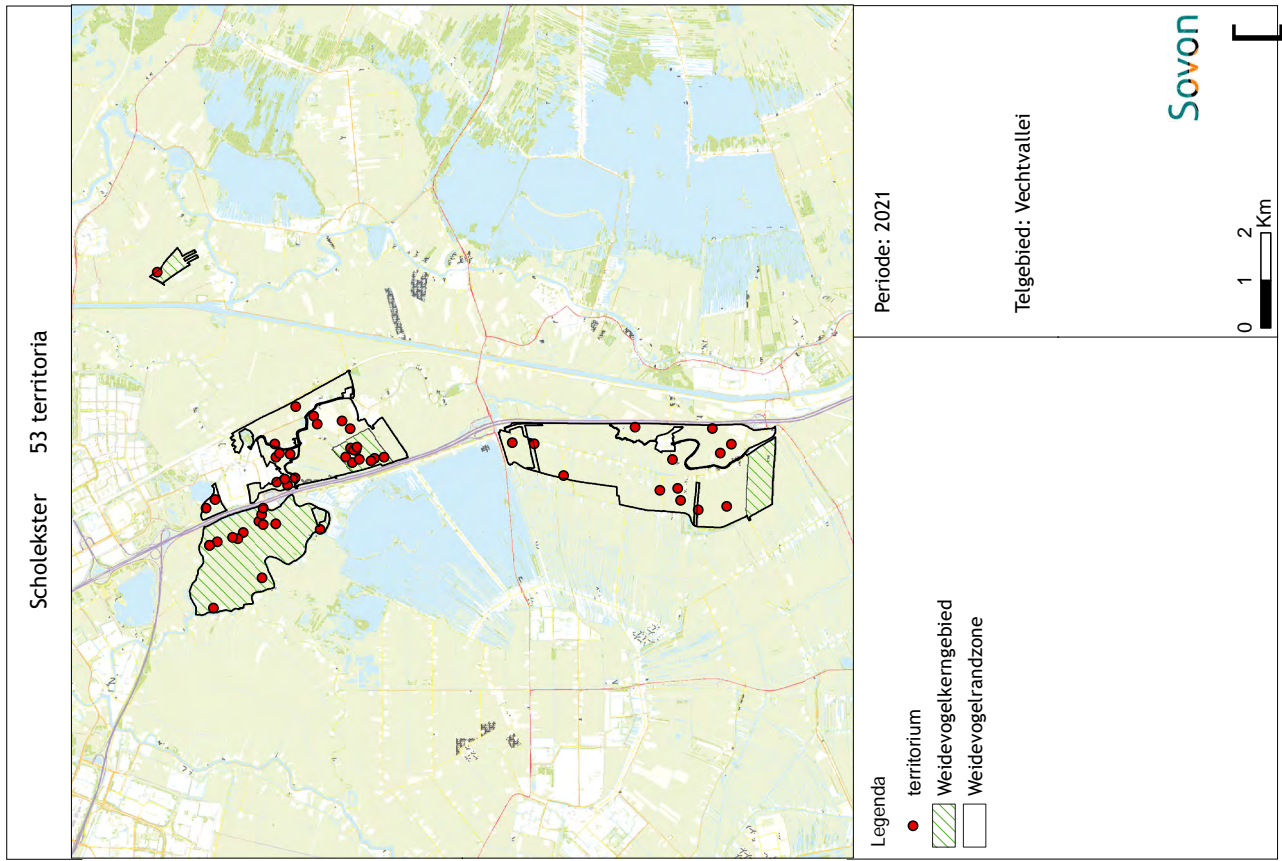 Scholekster 53 territoria
Legenda
territorium
Weidevogelkerngebied
Weidevogelrandzone
Periode: 2021
Telgebied: Vechtvallei
0 1 2
Km
Sovon